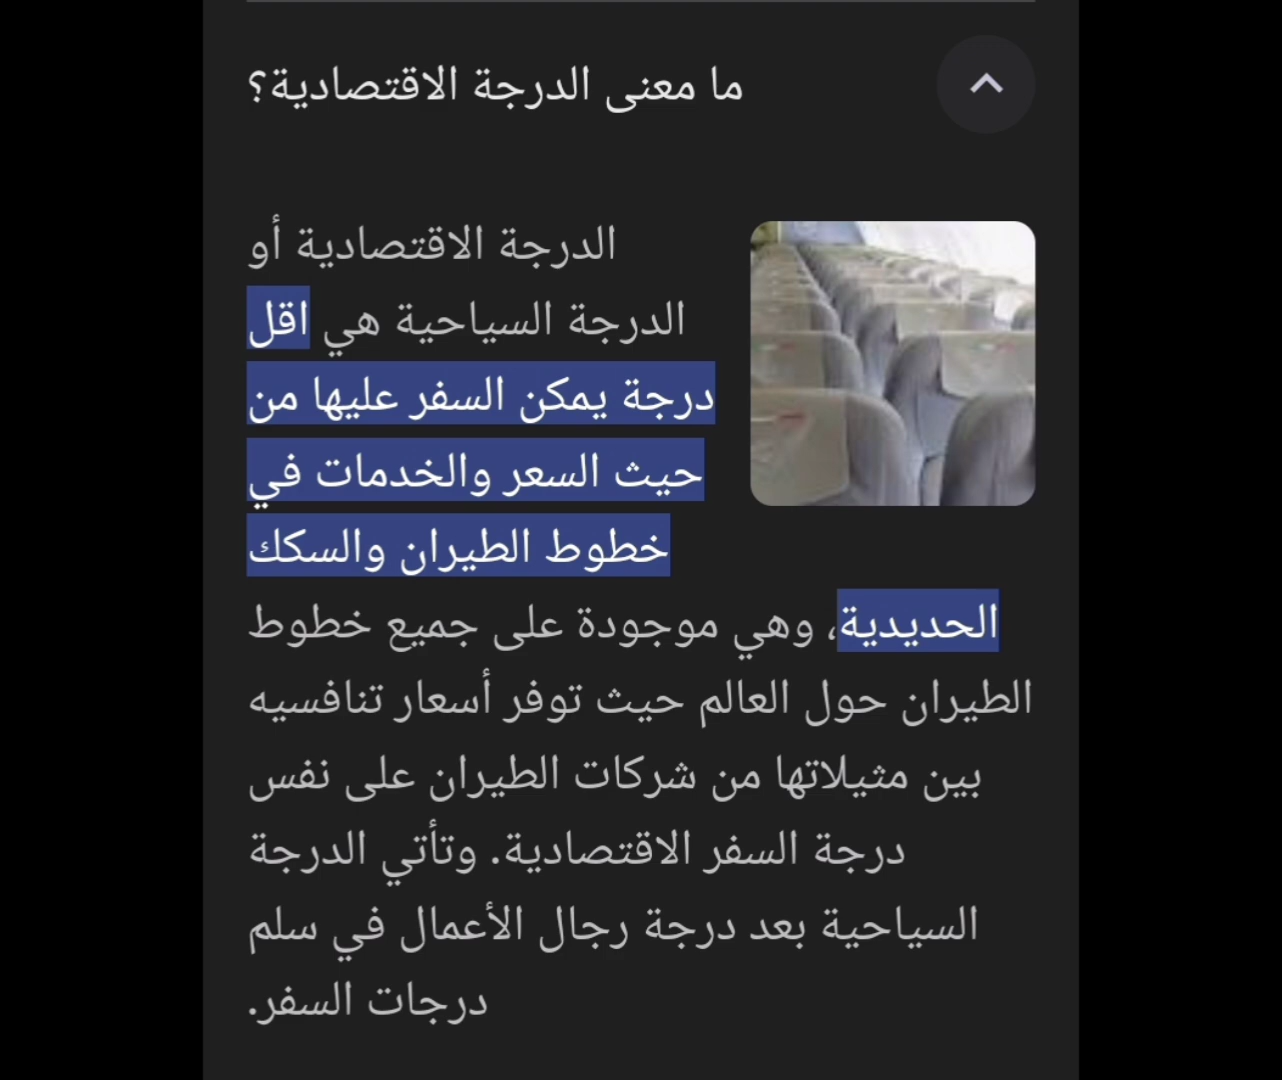 ما معنى الدرجة الاقتصادية؟
الدرجة الاقتصادية أو
الدرجة السياحية هي اقل
درجة يمكن السفر عليها من
حيث السعر والخدمات في
خطوط الطيران والسكك
الحديدية، وهي موجودة على جميع خطوط
الطيران حول العالم حيث توفر أسعار تنافسيه
بين مثيلاتها من شركات الطيران على نفس
درجة السفر الاقتصادية. وتأتي الدرجة
السياحية بعد درجة رجال الأعمال في سلم
درجات السفر.